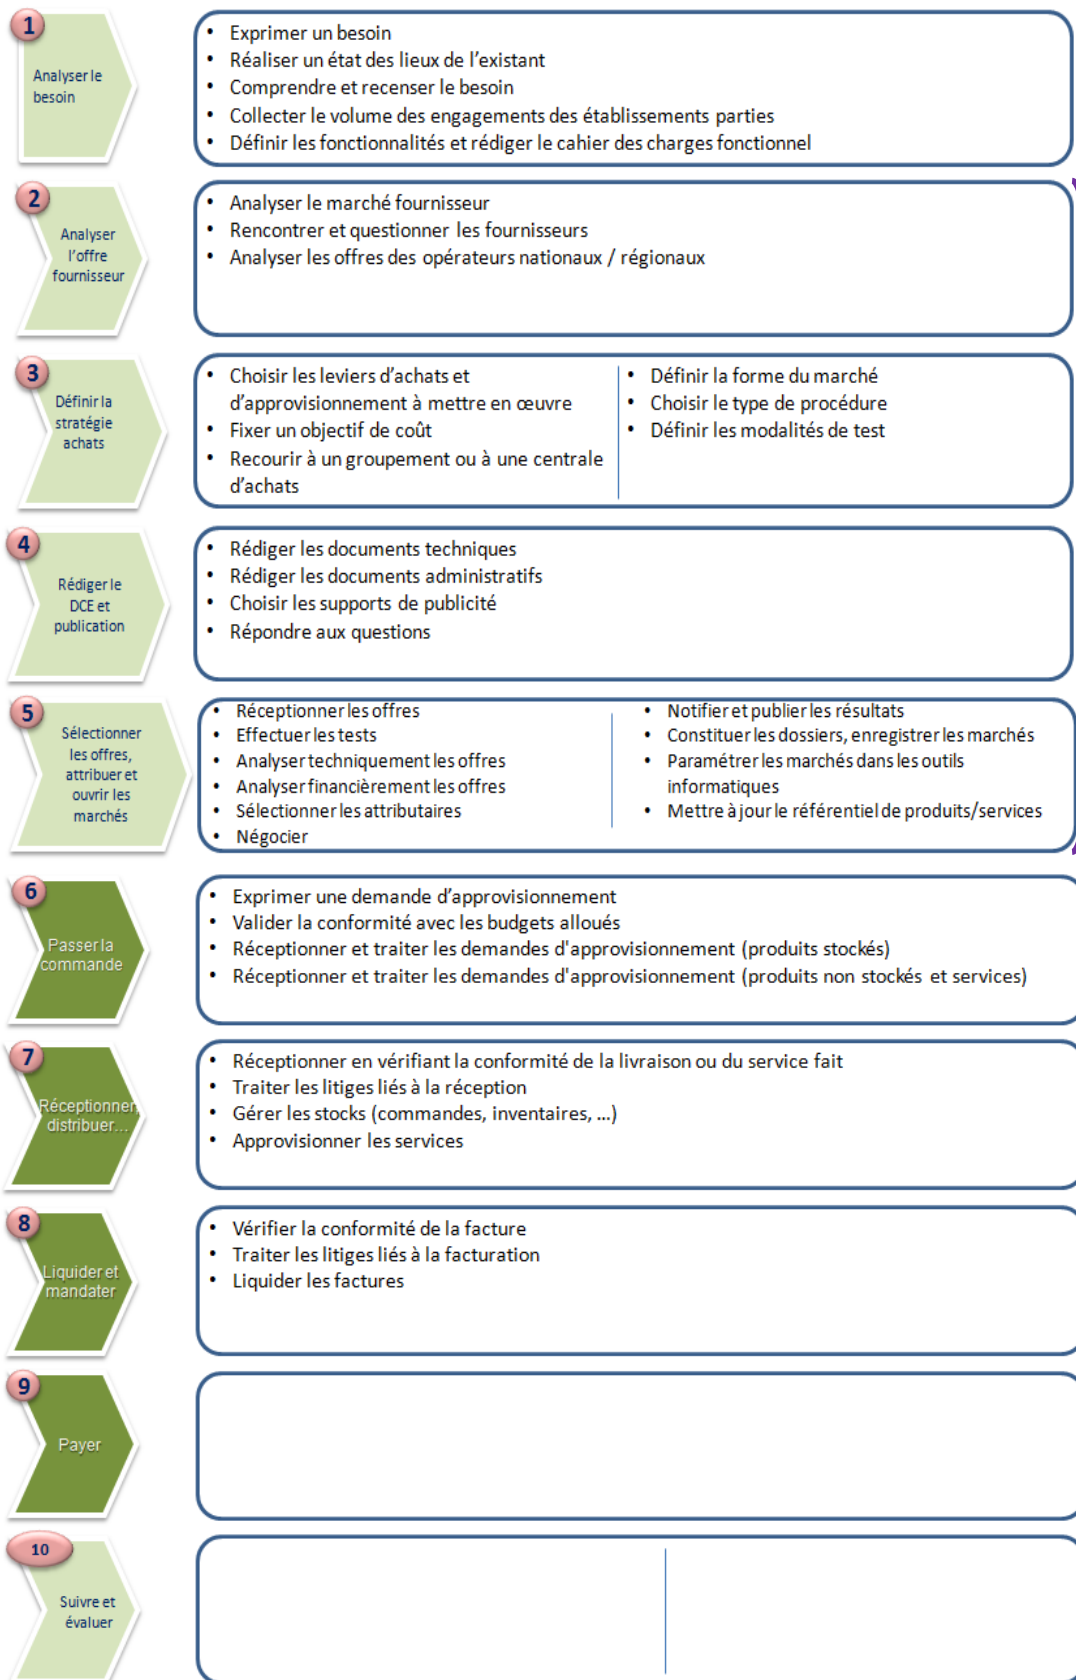 1
Analyser le
besoin
• Exprimer un besoin
• Réaliser un état des lieux de l'existant
• Comprendre et recenser le besoin
• Collecter le volume des engagements des établissements parties
• Définir les fonctionnalités et rédiger le cahier des charges fonctionnel
2
Analyser
l'offre
fournisseur
• Analyser le marché fournisseur
• Rencontrer et questionner les fournisseurs
• Analyser les offres des opérateurs nationaux / régionaux
3
Définir la
stratégie
achats
• Choisir les leviers d'achats et
d'approvisionnement à mettre en œuvre
• Fixer un objectif de coût
• Recourir à un groupement ou à une centrale
d'achats
• Définir la forme du marché
• Choisir le type de procédure
• Définir les modalités de test
4
Rédiger le
DCE et
publication
• Rédiger les documents techniques
• Rédiger les documents administratifs
• Choisir les supports de publicité
• Répondre aux questions
5
Sélectionner
les offres,
attribuer et
ouvrir les
marchés
• Réceptionner les offres
• Effectuer les tests
• Analyser techniquement les offres
• Analyser financièrement les offres
• Sélectionner les attributaires
• Négocier
• Notifier et publier les résultats
• Constituer les dossiers, enregistrer les marchés
• Paramétrer les marchés dans les outils
informatiques
• Mettre à jour le référentiel de produits/services
6
Passer la
commande
• Exprimer une demande d'approvisionnement
• Valider la conformité avec les budgets alloués
• Réceptionner et traiter les demandes d'approvisionnement (produits stockés)
• Réceptionner et traiter les demandes d'approvisionnement (produits non stockés et services)
7
Réceptionner,
distribuer...
• Réceptionner en vérifiant la conformité de la livraison ou du service fait
• Traiter les litiges liés à la réception
• Gérer les stocks (commandes, inventaires, ...)
• Approvisionner les services
8
Liquider et
mandater
• Vérifier la conformité de la facture
• Traiter les litiges liés à la facturation
• Liquider les factures
9
Payer
10
Suivre et
évaluer